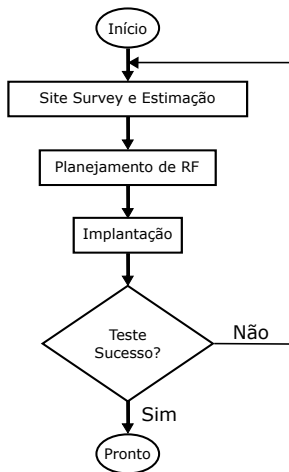 Início
Site Survey e Estimação
Planejamento de RF
Implantação
Teste
Sucesso?
Não
Sim
Pronto